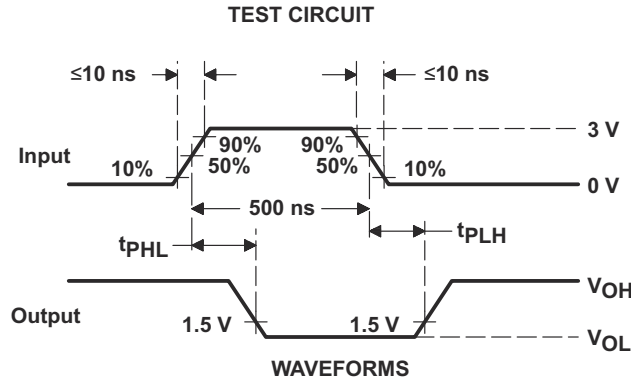 TEST CIRCUIT
≤10 ns
≤10 ns
3 V
90%
90%
Input
50%
50%
10%
10%
0 V
500 ns
tPHL
tPLH
VOH
Output
1.5 V
1.5 V
VOL
WAVEFORMS